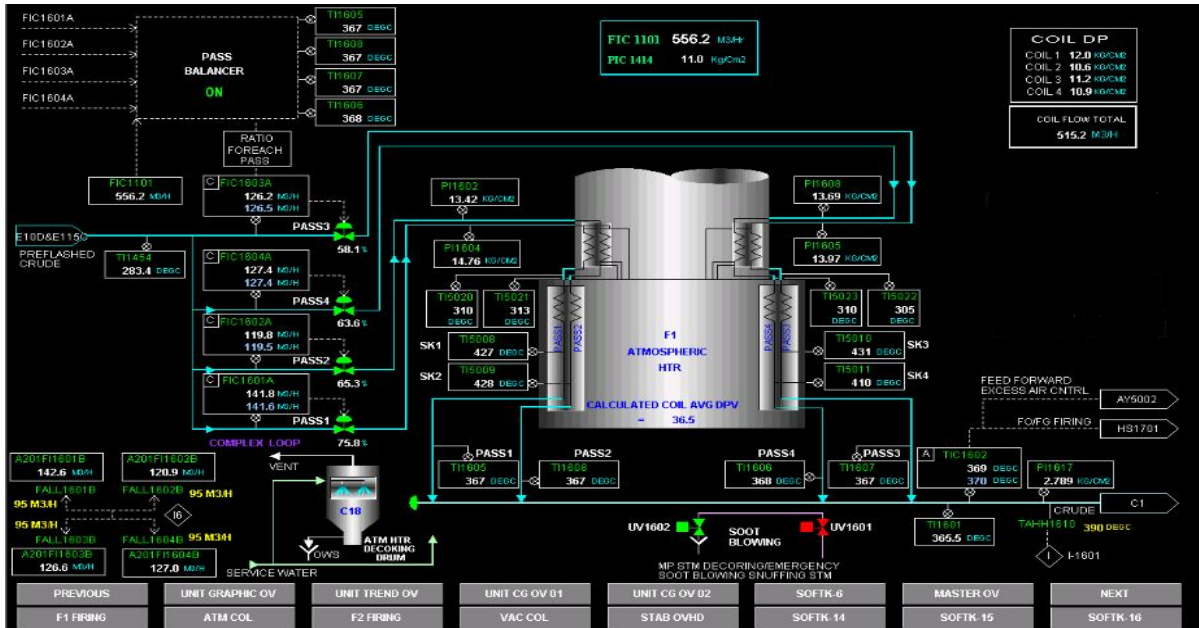 FIC1601A
FIC1602A
FIC1603A
FIC1604A
PASS
BALANCER
ON
TI1605
367 DEGC
TI1608
367 DEGC
TI1607
367 DEGC
TI1606
368 DEGC
FIC 1101 556.2 M3/Hr
PIC 1414 11.0 Kg/Cm2
COIL DP
COIL 1 12.0 KG/CM2
COIL 2 10.6 KG/CM2
COIL 3 11.2 KG/CM2
COIL 4 10.9 KG/CM2
COIL FLOW TOTAL
515.2 M3/H
RATIO
FOREACH
PASS
FIC1101
556.2 M3/H
C FIC1603A
126.2 M3/H
126.5 M3/H
PASS3
58.1 %
E10D&E115C
PREFLASHED
CRUDE
TI1454
283.4 DEGC
C FIC1604A
127.4 M3/H
127.4 M3/H
PASS4
63.6 %
C FIC1602A
119.8 M3/H
119.5 M3/H
PASS2
65.3 %
C FIC1601A
141.8 M3/H
141.6 M3/H
PASS1
75.8 %
COMPLEX LOOP
PI1602
13.42 KG/CM2
PI1604
14.76 KG/CM2
PI1608
13.69 KG/CM2
PI1605
13.97 KG/CM2
TI5020
310
DEGC
TI5021
313
DEGC
TI5023
310
DEGC
TI5022
305
DEGC
SK1
TI5008
427 DEGC
SK2
TI5009
428 DEGC
TI5010
431 DEGC
SK3
TI5011
410 DEGC
SK4
PASS1
PASS2
PASS4
PASS3
F1
ATMOSPHERIC
HTR
CALCULATED COIL AVG DPV
- 36.5
FEED FORWARD
EXCESS AIR CNTRL
AY5002
FO/FG FIRING
HS1701
A201FI1601B
142.6 M3/H
A201FI1602B
120.9 M3/H
FALL1601B
FALL1602B
95 M3/H
95 M3/H
I6
95 M3/H
95 M3/H
FALL1603B
FALL1604B
A201FI1603B
126.6 M3/H
A201FI1604B
127.0 M3/H
VENT
C18
ATM HTR
DECOKING
DRUM
OWS
SERVICE WATER
PASS1
TI1605
367 DEGC
PASS2
TI1608
367 DEGC
PASS4
TI1606
368 DEGC
PASS3
TI1607
367 DEGC
A TIC1602
369 DEGC
370 DEGC
PI1617
2.789 KG/CM2
C1
CRUDE
TI1601
365.5 DEGC
TAHH1610 390 DEGC
I I-1601
UV1602
SOOT
BLOWING
UV1601
MP STM DECORING/EMERGENCY
SOOT BLOWING SNUFFING STM
PREVIOUS
UNIT GRAPHIC OV
UNIT TREND OV
UNIT CG OV 01
UNIT CG OV 02
SOFTK-6
MASTER OV
NEXT
F1 FIRING
ATM COL
F2 FIRING
VAC COL
STAB OVHD
SOFTK-14
SOFTK-15
SOFTK-16